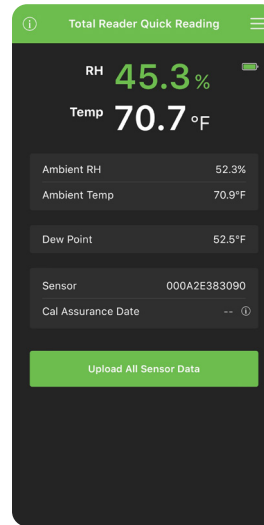 Total Reader Quick Reading
RH 45.3%
Temp 70.7°F
Ambient RH 52.3%
Ambient Temp 70.9°F
Dew Point 52.5°F
Sensor 000A2E383090
Cal Assurance Date --
Upload All Sensor Data